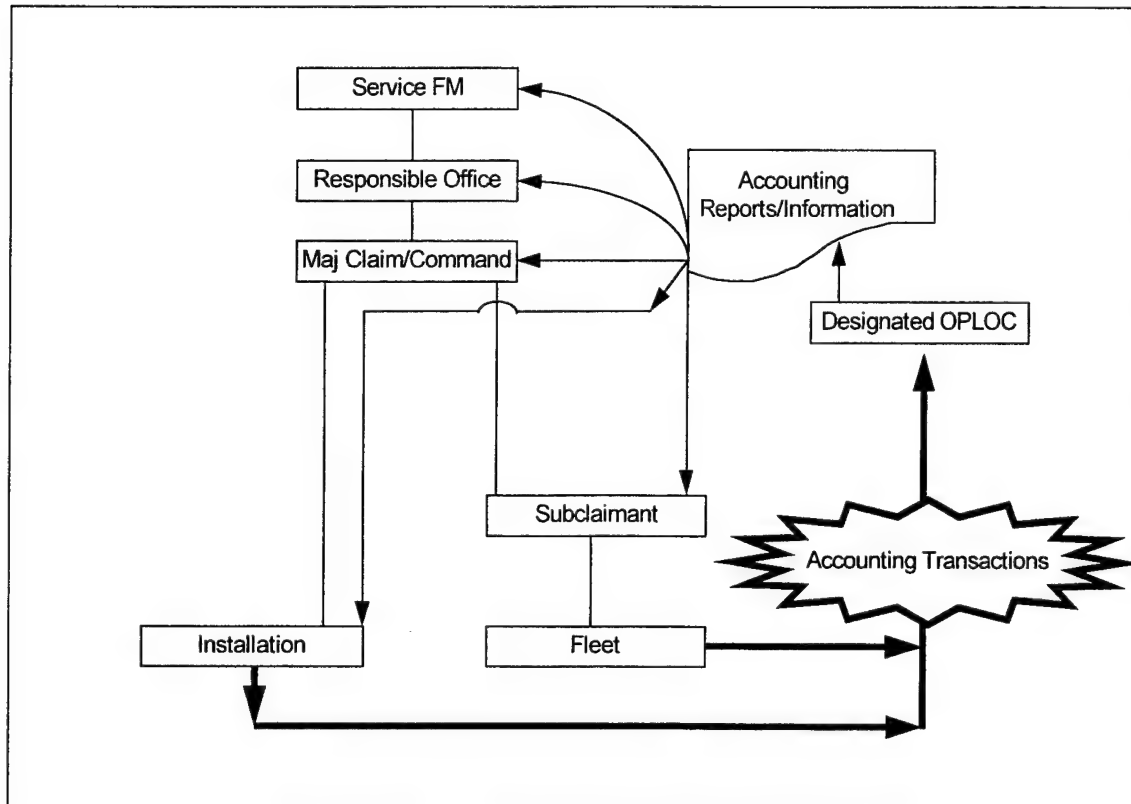 Service FM
Responsible Office
Accounting
Reports/Information
Maj Claim/Command
Designated OPLOC
Subclaimant
Accounting Transactions
Installation
Fleet